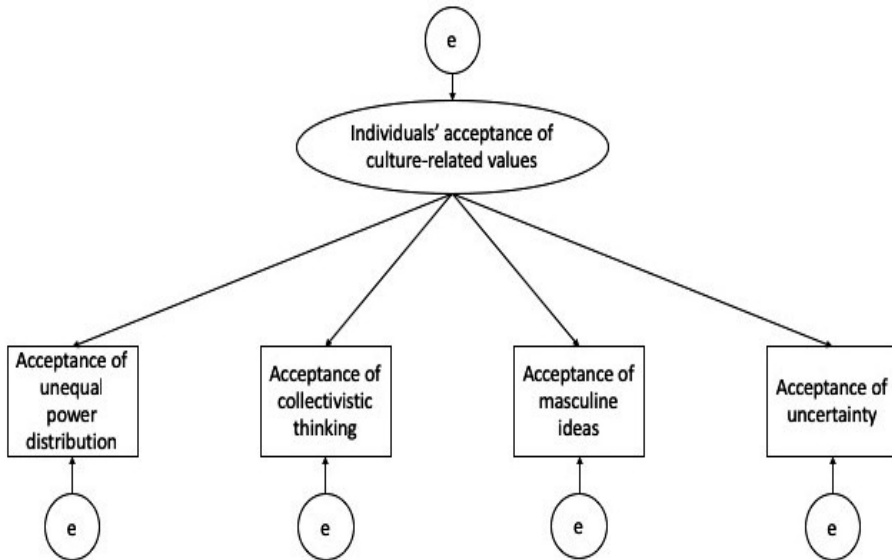 e
Individuals’ acceptance of
culture-related values
Acceptance of
unequal
power
distribution
Acceptance of
collectivistic
thinking
Acceptance of
masculine
ideas
Acceptance of
uncertainty
e
e
e
e